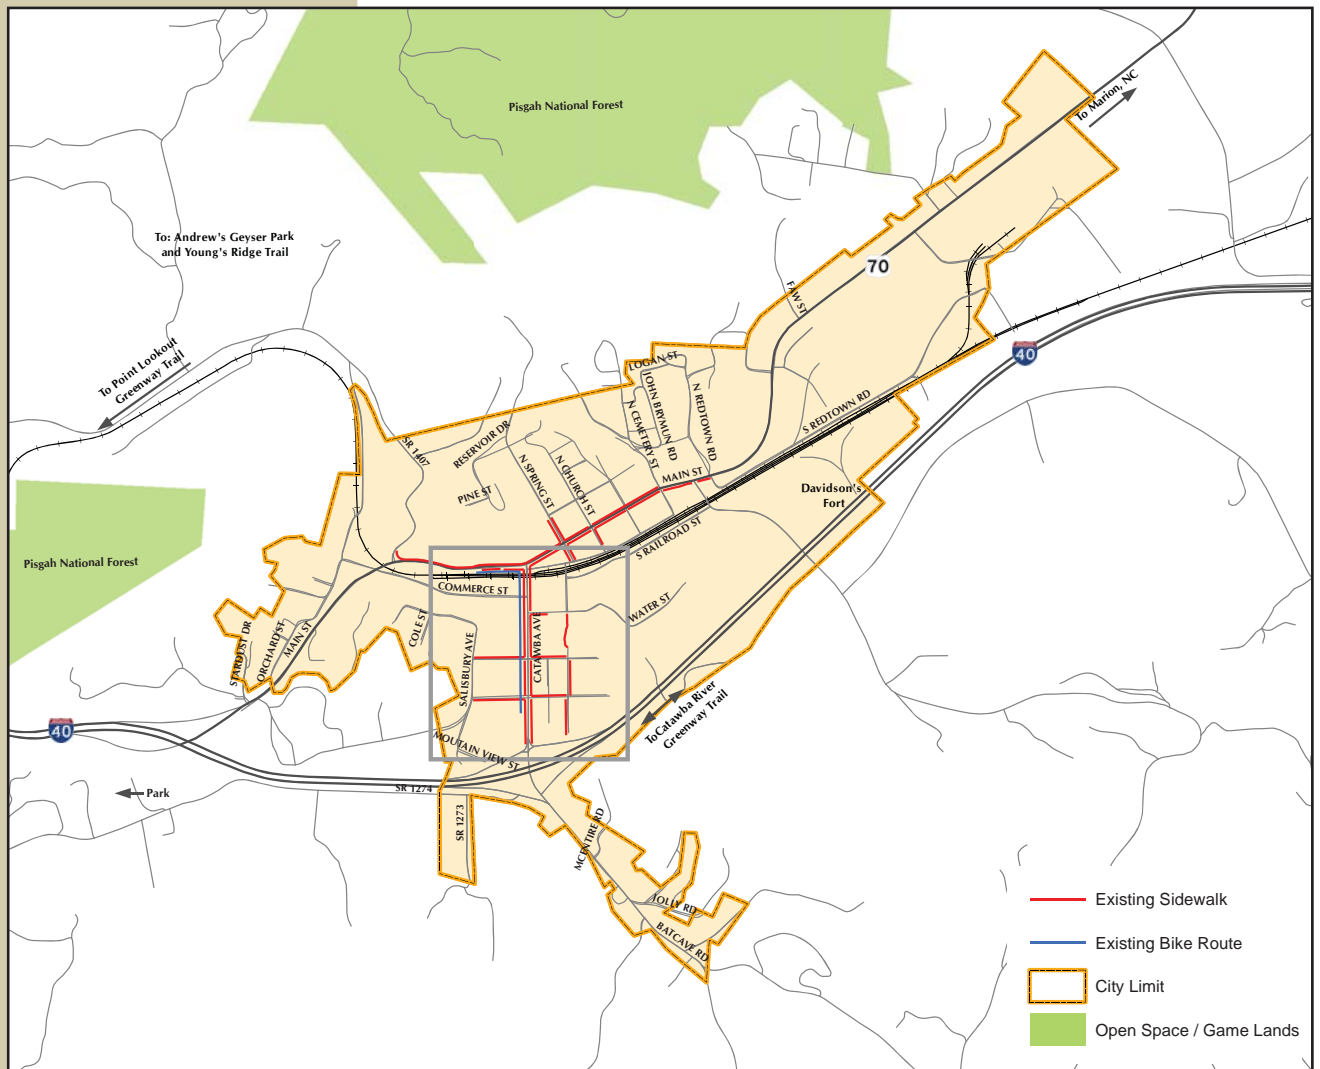 Pisgah National Forest
To Marion, NC
To: Andrew's Geyser Park
and Young's Ridge Trail
70
FAW ST
40
To Point Lookout
Greenway Trail
LOGAN ST
JOHN BRYMUN RD
N REDTOWN RD
N CEMETERY ST
S REDTOWN RD
SR 1407
RESERVOIR DR
N SPRING ST
N CHURCH ST
MAIN ST
PINE ST
Davidson's
Fort
S RAILROAD ST
Pisgah National Forest
COMMERCE ST
WATER ST
COLE ST
CATAWBA AVE
SALISBURY AVE
STARDUST DR
ORCHARD ST
MAIN ST
40
ToCatawba River
Greenway Trail
MOUTAIN VIEW ST
SR 1274
Park
SR 1273
MCENTIRE RD
JOLLY RD
BATCAVE RD
Existing Sidewalk
Existing Bike Route
City Limit
Open Space / Game Lands